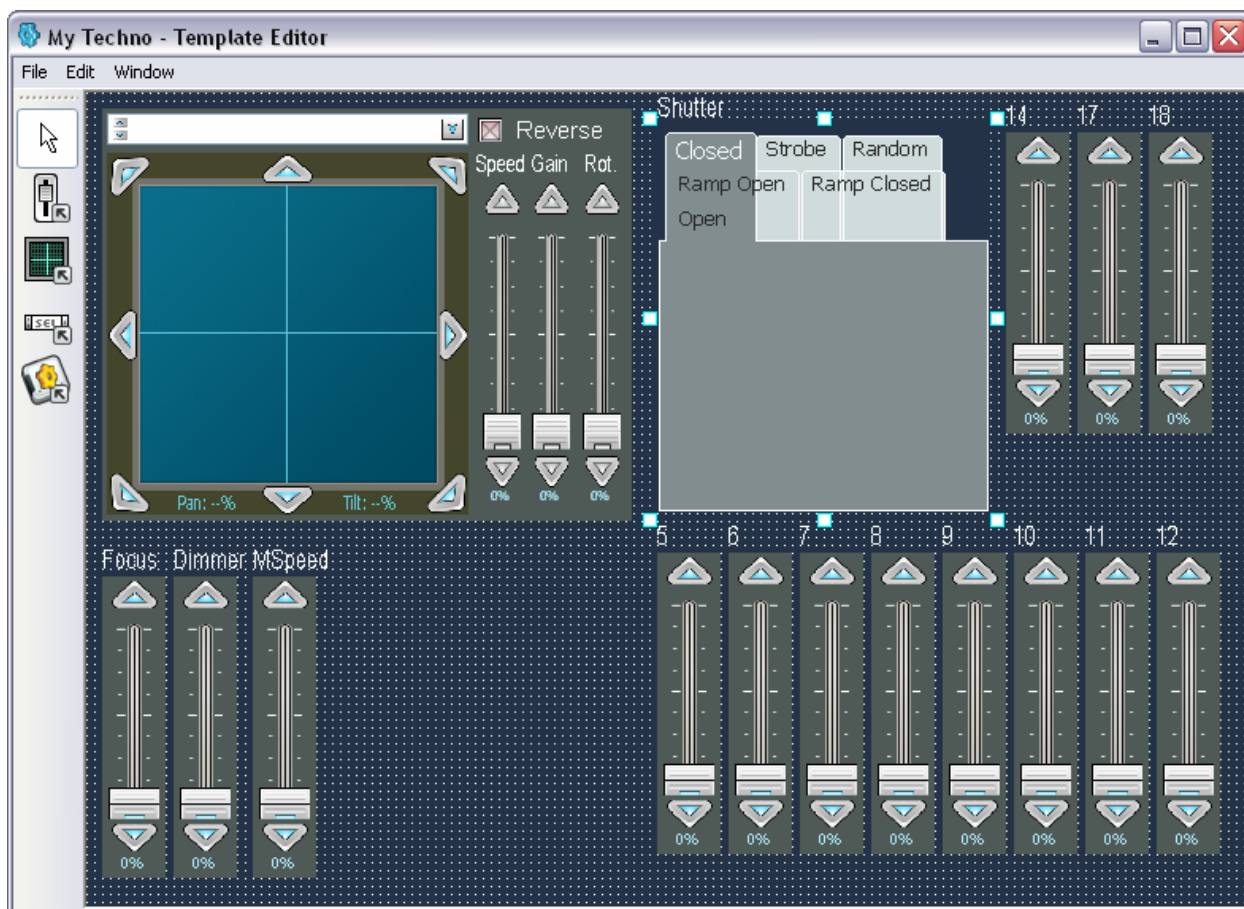 My Techno - Template Editor
File Edit Window
Reverse
Speed Gain Rot.
0% 0% 0%
Pan: --% Tilt: --%
Shutter
Closed Strobe Random
Ramp Open Ramp Closed
Open
14 17 18
0% 0% 0%
SEL
Focus Dimmer MSpeed
0% 0% 0%
5 6 7 8 9 10 11 12
0% 0% 0% 0% 0% 0% 0% 0%